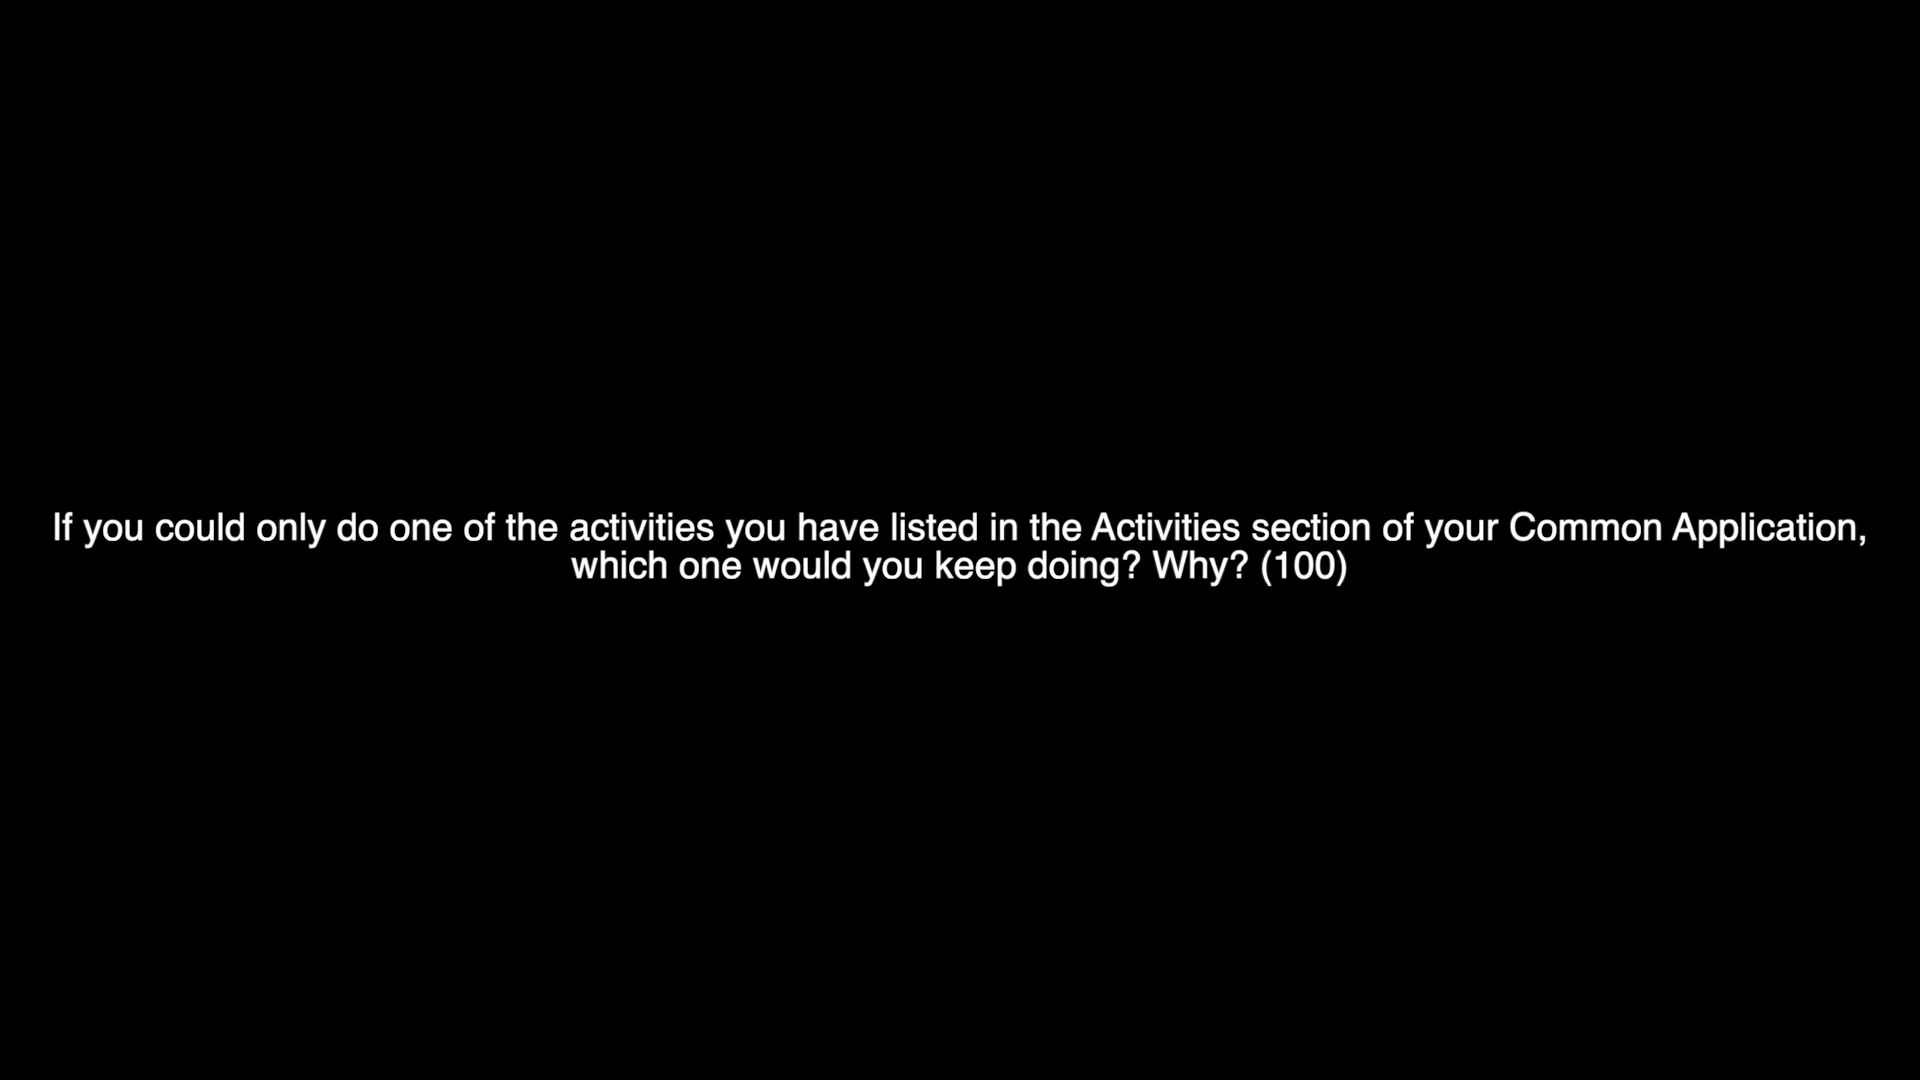 If you could only do one of the activities you have listed in the Activities section of your Common Application,
which one would you keep doing? Why? (100)